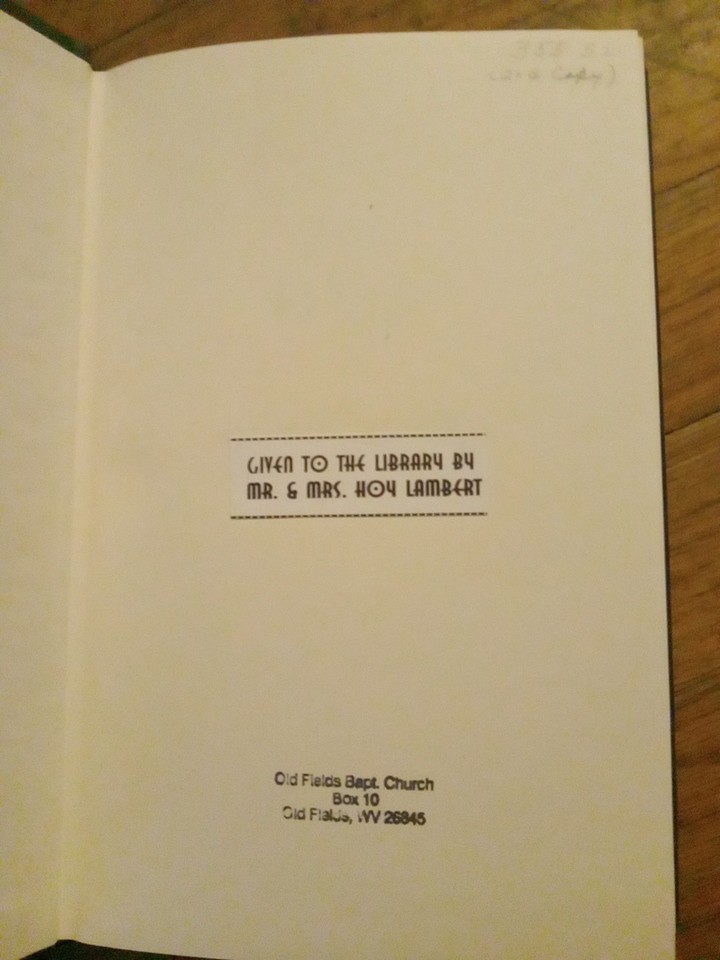 Copy)
GIVEN TO THE LIBRARY BY
MR. & MRS. HOY LAMBERT
Old Fields Bapt. Church
Box 10
Old Fields, WV 26845